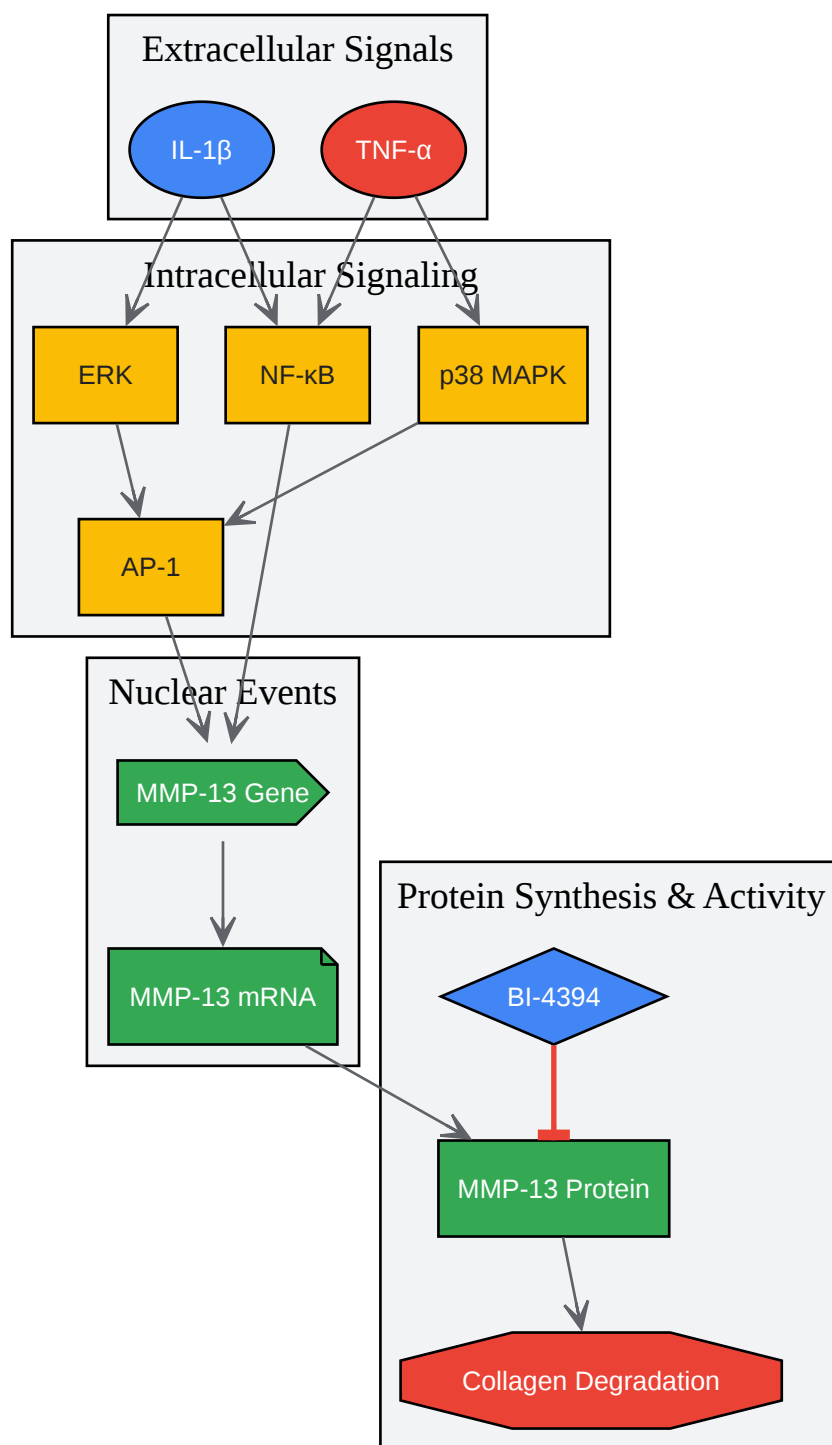 Extracellular Signals
IL-1β
TNF-α
Intracellular Signaling
ERK
NF-κB
p38 MAPK
AP-1
Nuclear Events
MMP-13 Gene
MMP-13 mRNA
Protein Synthesis & Activity
BI-4394
MMP-13 Protein
Collagen Degradation